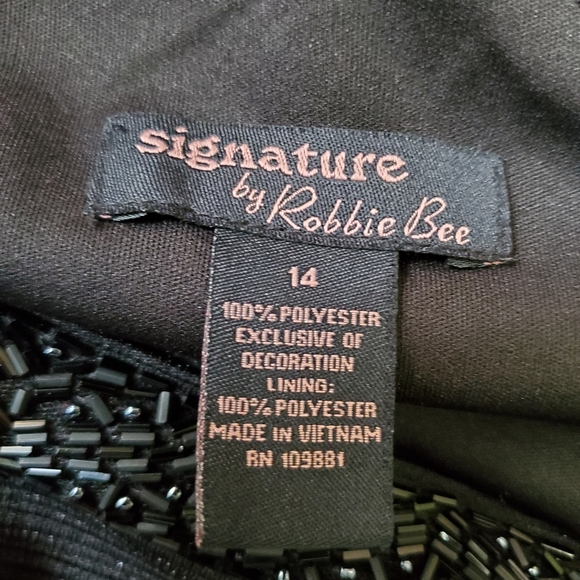 signature
by Robbie Bee
14
100% POLYESTER
EXCLUSIVE OF
DECORATION
LINING:
100% POLYESTER
MADE IN VIETNAM
RN 109881